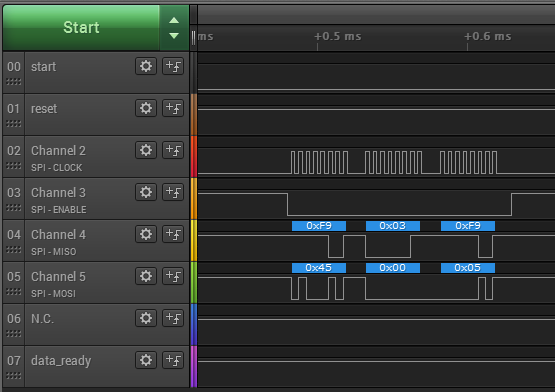 Start
ms
+0.5 ms
+0.6 ms
00 start
01 reset
02 Channel 2
SPI - CLOCK
03 Channel 3
SPI - ENABLE
04 Channel 4
SPI - MISO
0xF9 0x03 0xF9
05 Channel 5
SPI - MOSI
0x45 0x00 0x05
06 N.C.
07 data_ready